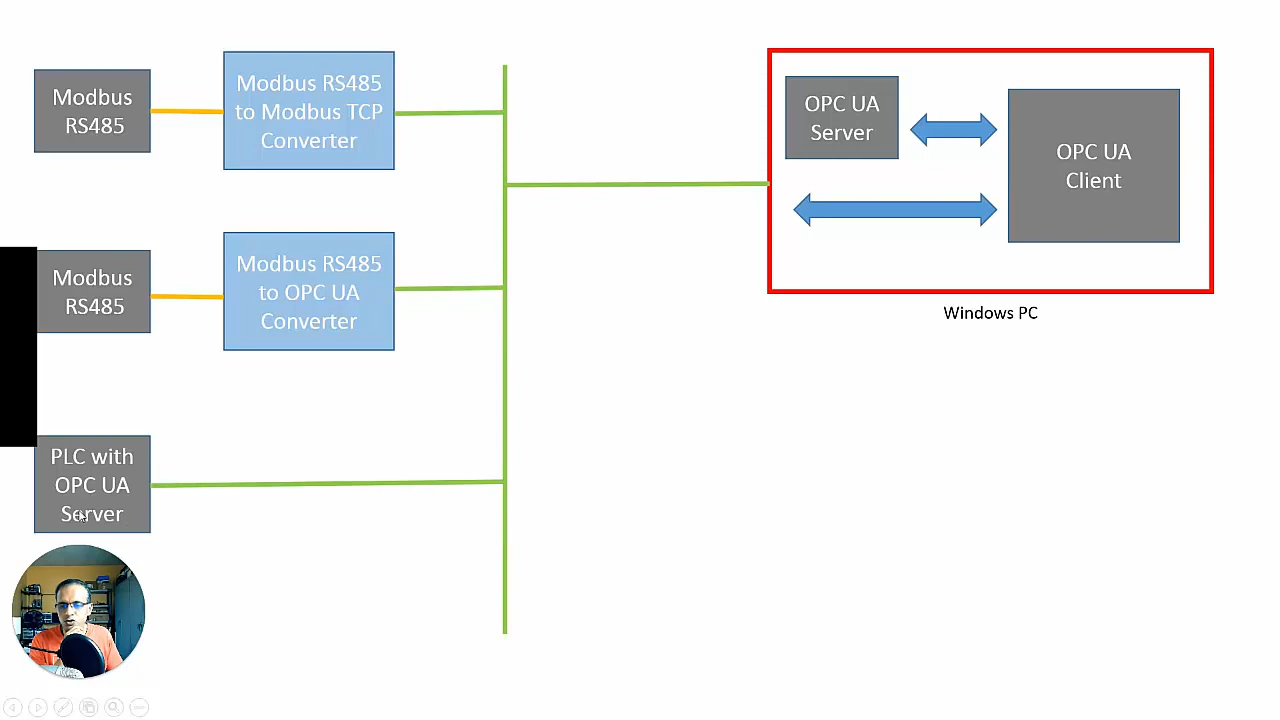 Modbus
RS485
Modbus RS485
to Modbus TCP
Converter
OPC UA
Server
OPC UA
Client
Windows PC
Modbus
RS485
Modbus RS485
to OPC UA
Converter
PLC with
OPC UA
Server